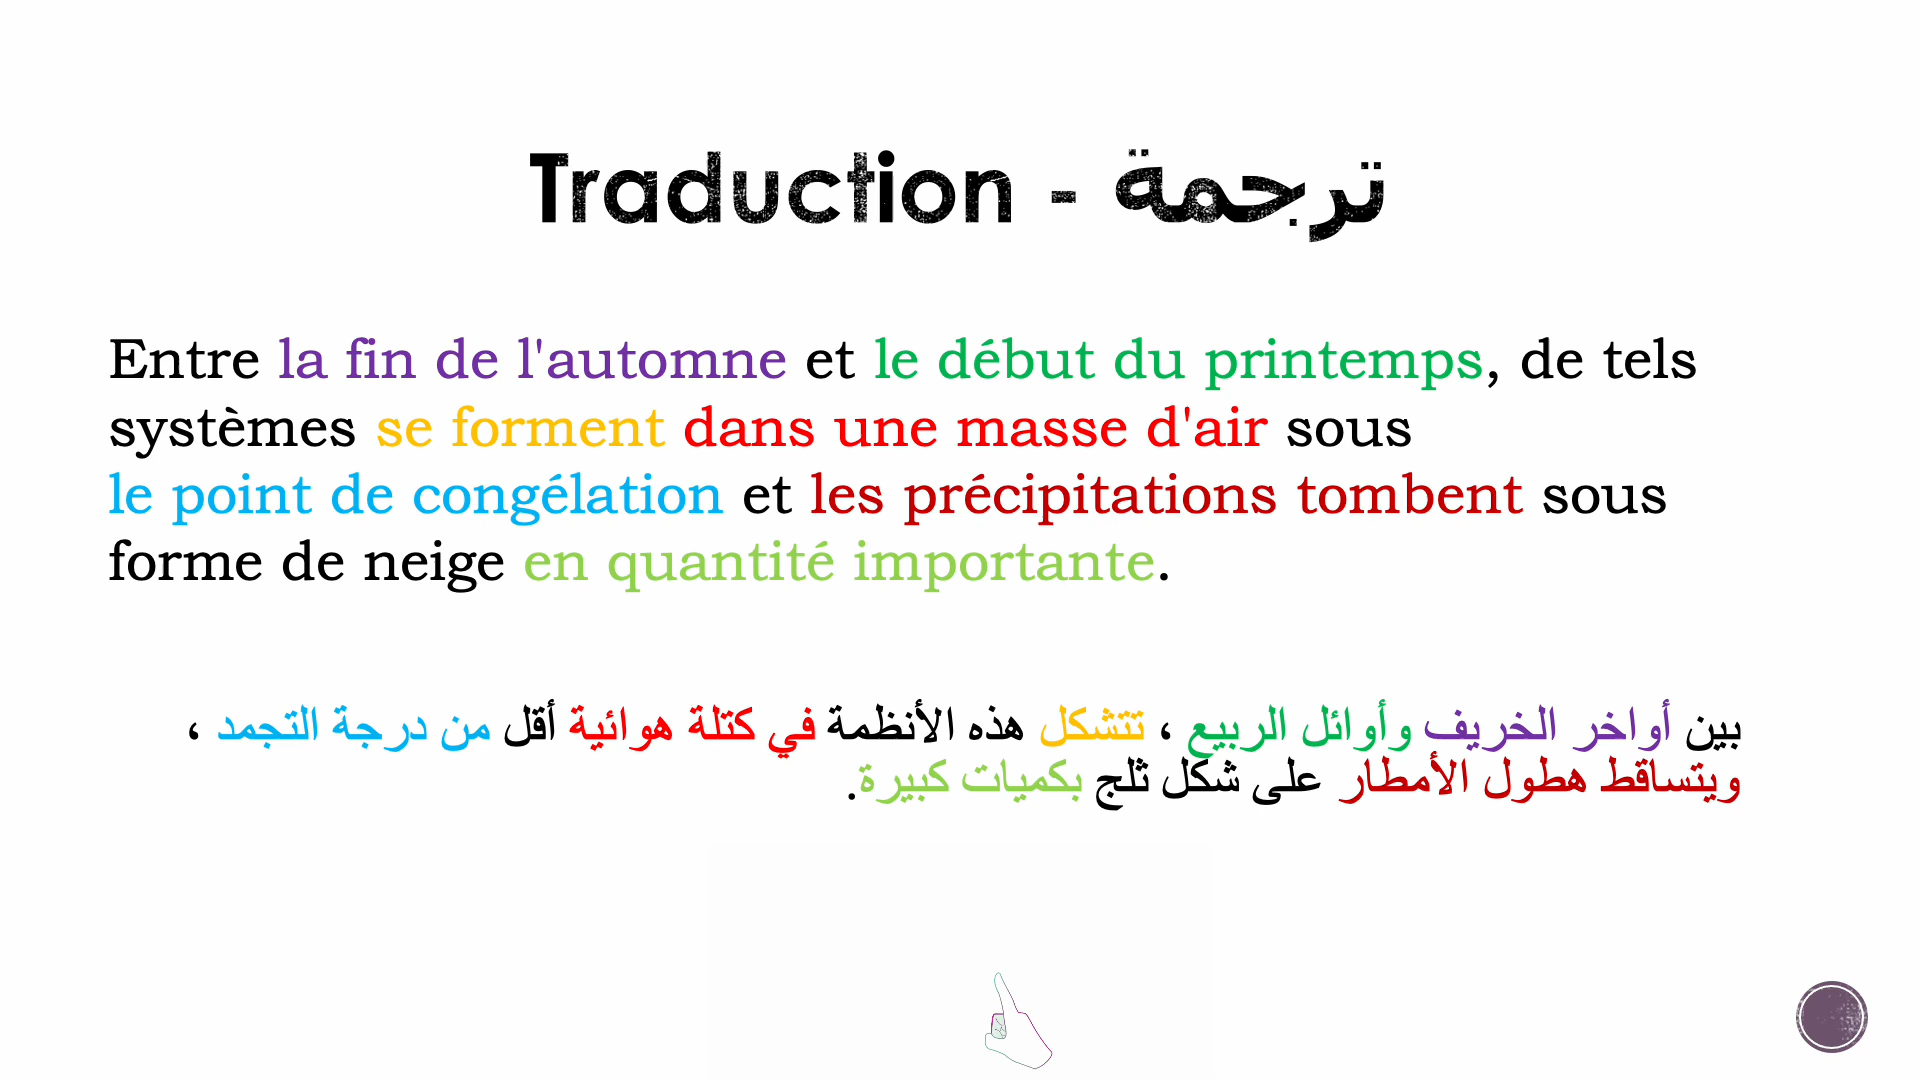 Traduction - ترجمة
Entre la fin de l'automne et le début du printemps, de tels
systèmes se forment dans une masse d'air sous
le point de congélation et les précipitations tombent sous
forme de neige en quantité importante.
بين أواخر الخريف وأوائل الربيع ، تتشكل هذه الأنظمة في كتلة هوائية أقل من درجة التجمد ،
ويتساقط هطول الأمطار على شكل ثلج بكميات كبيرة.